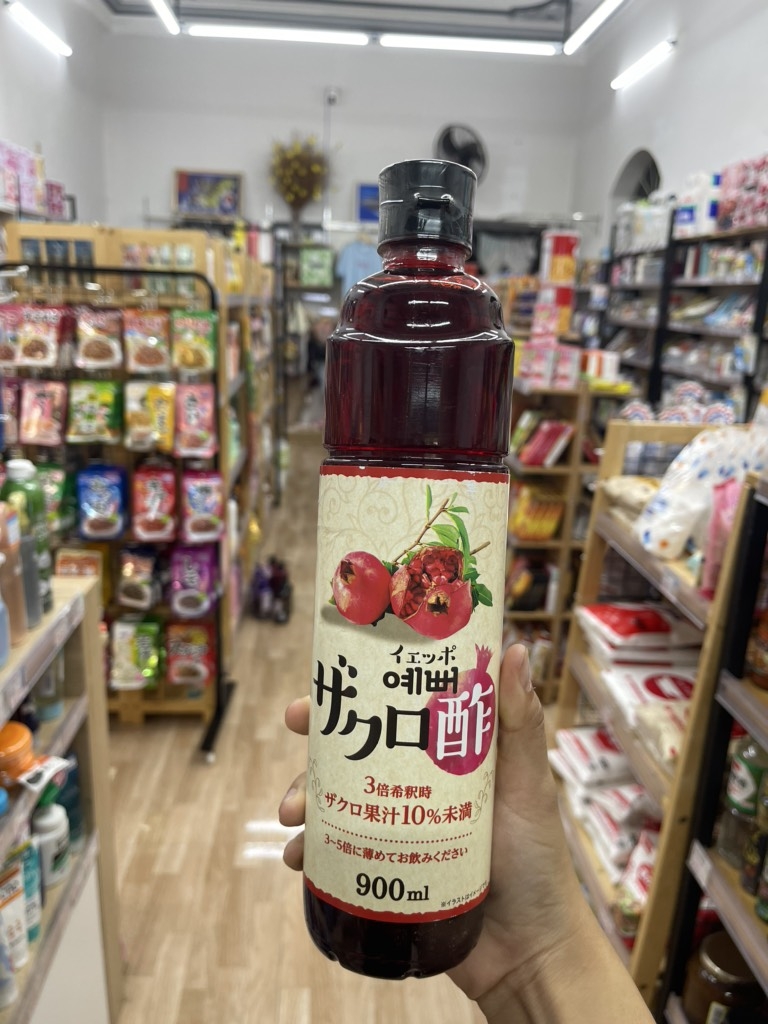 イエッポ
예뻐
ザクロ酢
3倍希釈時
ザクロ果汁10%未満
3~5倍に薄めてお飲みください
900ml